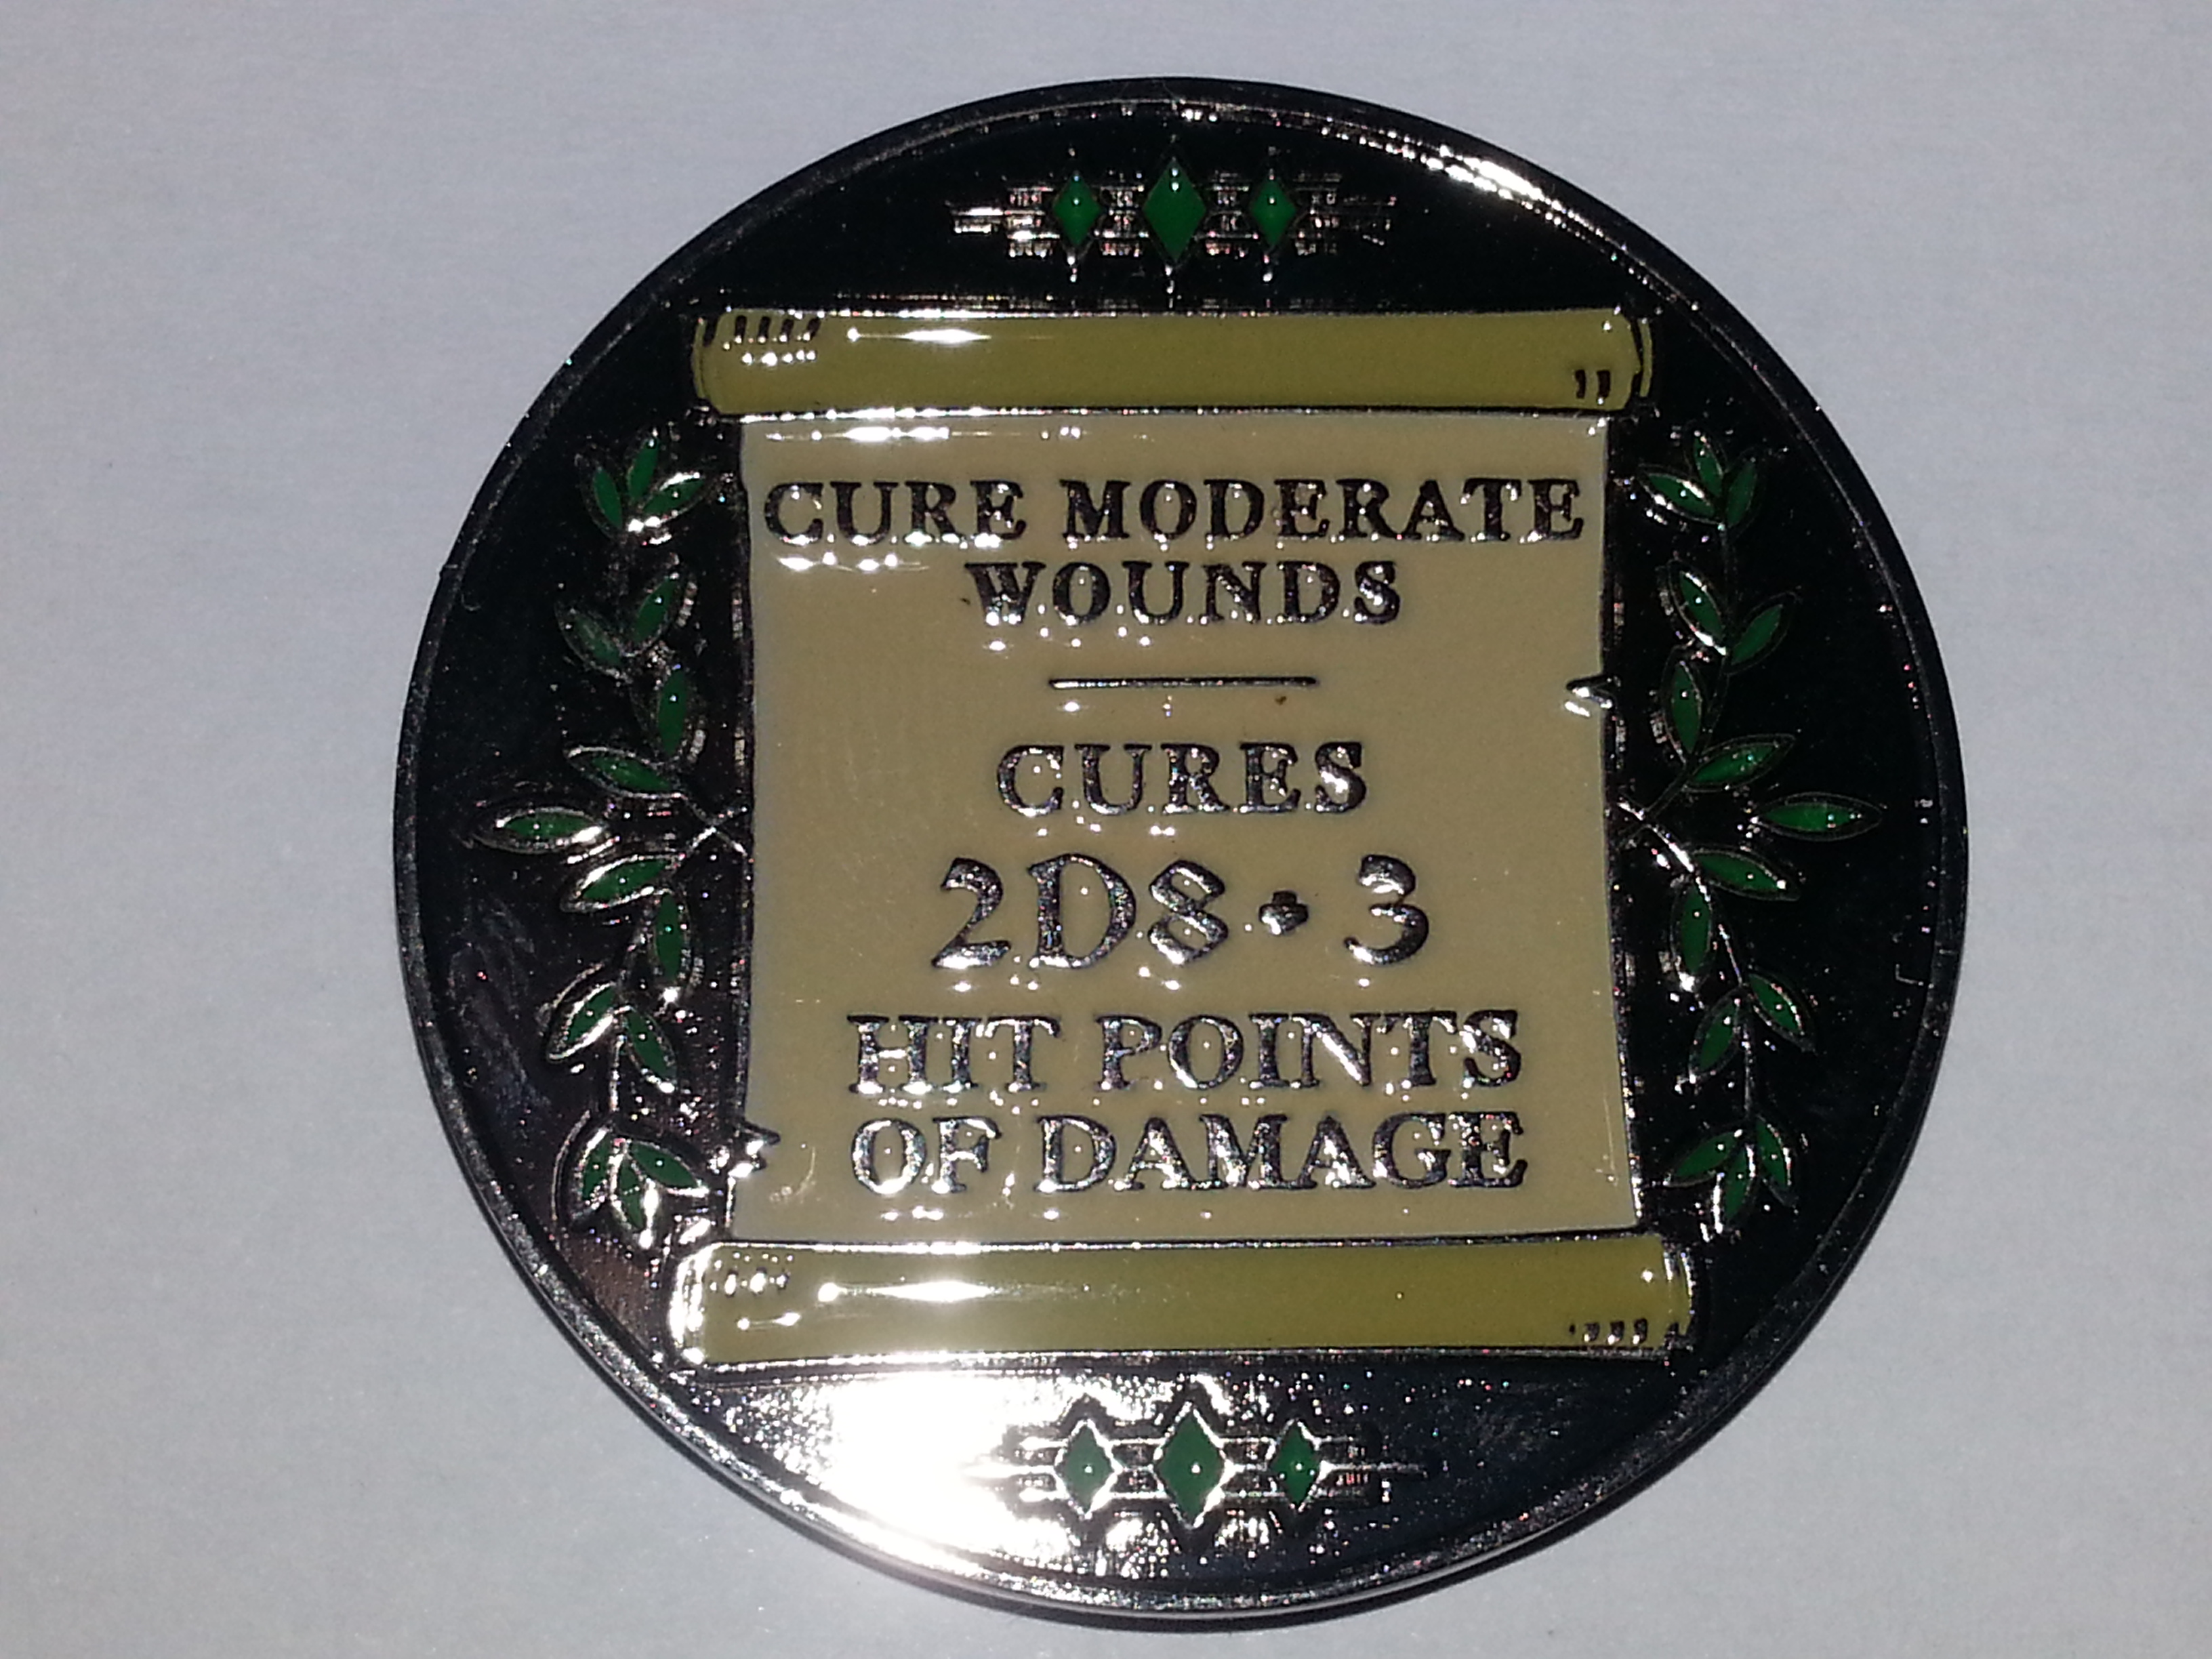 CURE MODERATE
WOUNDS
CURES
2D8+3
HIT POINTS
OF DAMAGE